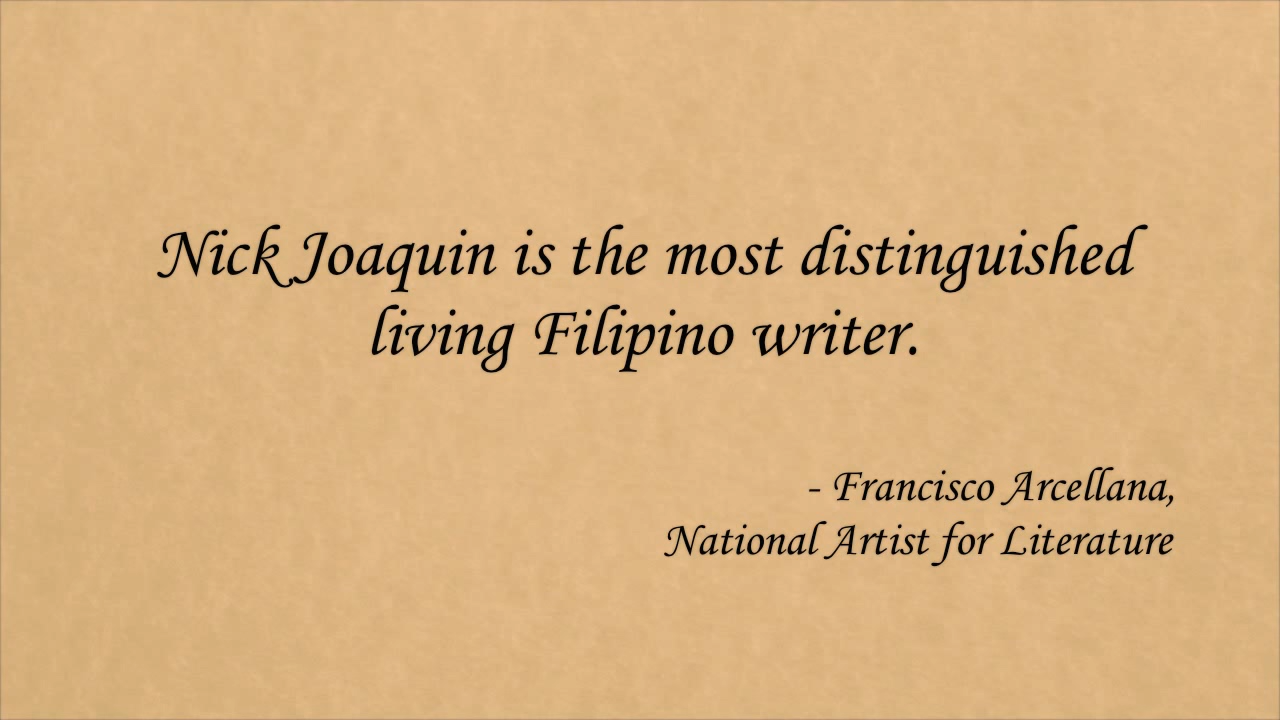 Nick Joaquin is the most distinguished
living Filipino writer.
- Francisco Arcellana,
National Artist for Literature